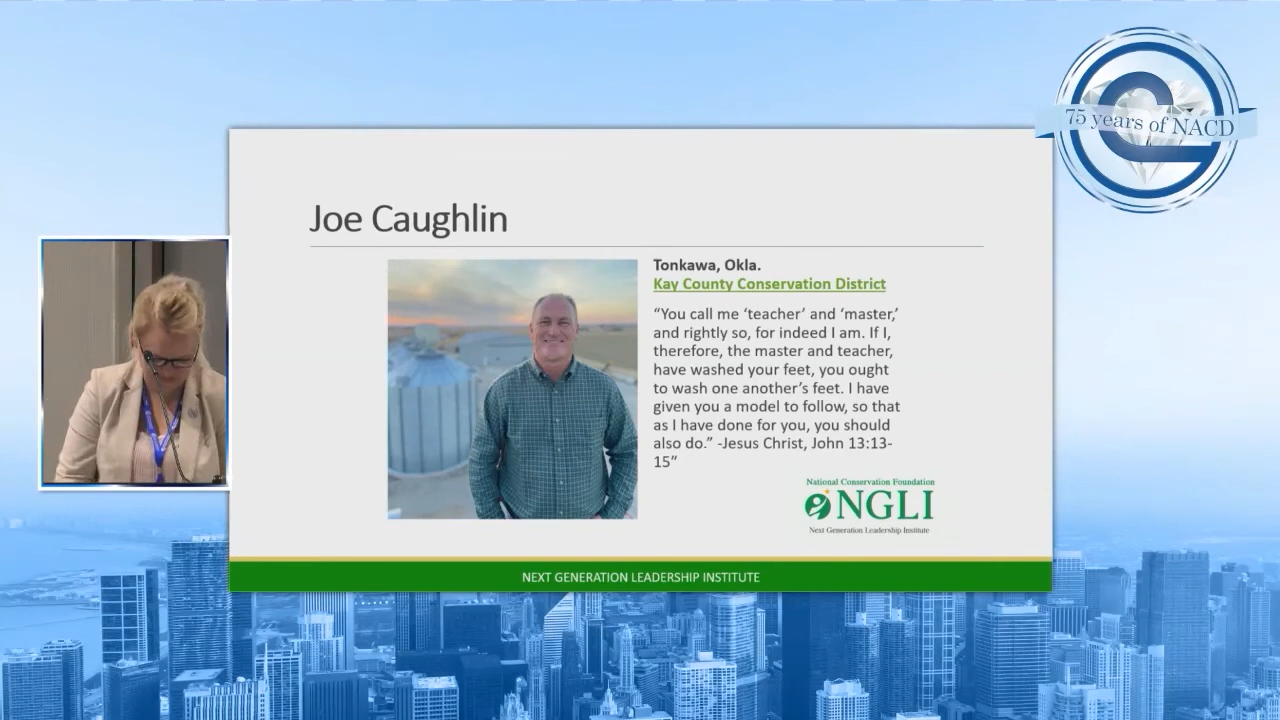 75 years of NACD
Joe Caughlin
Tonkawa, Okla.
Kay County Conservation District
“You call me ‘teacher’ and ‘master,’
and rightly so, for indeed I am. If I,
therefore, the master and teacher,
have washed your feet, you ought
to wash one another’s feet. I have
given you a model to follow, so that
as I have done for you, you should
also do.” -Jesus Christ, John 13:13-
15”
National Conservation Foundation
NGLI
Next Generation Leadership Institute
NEXT GENERATION LEADERSHIP INSTITUTE